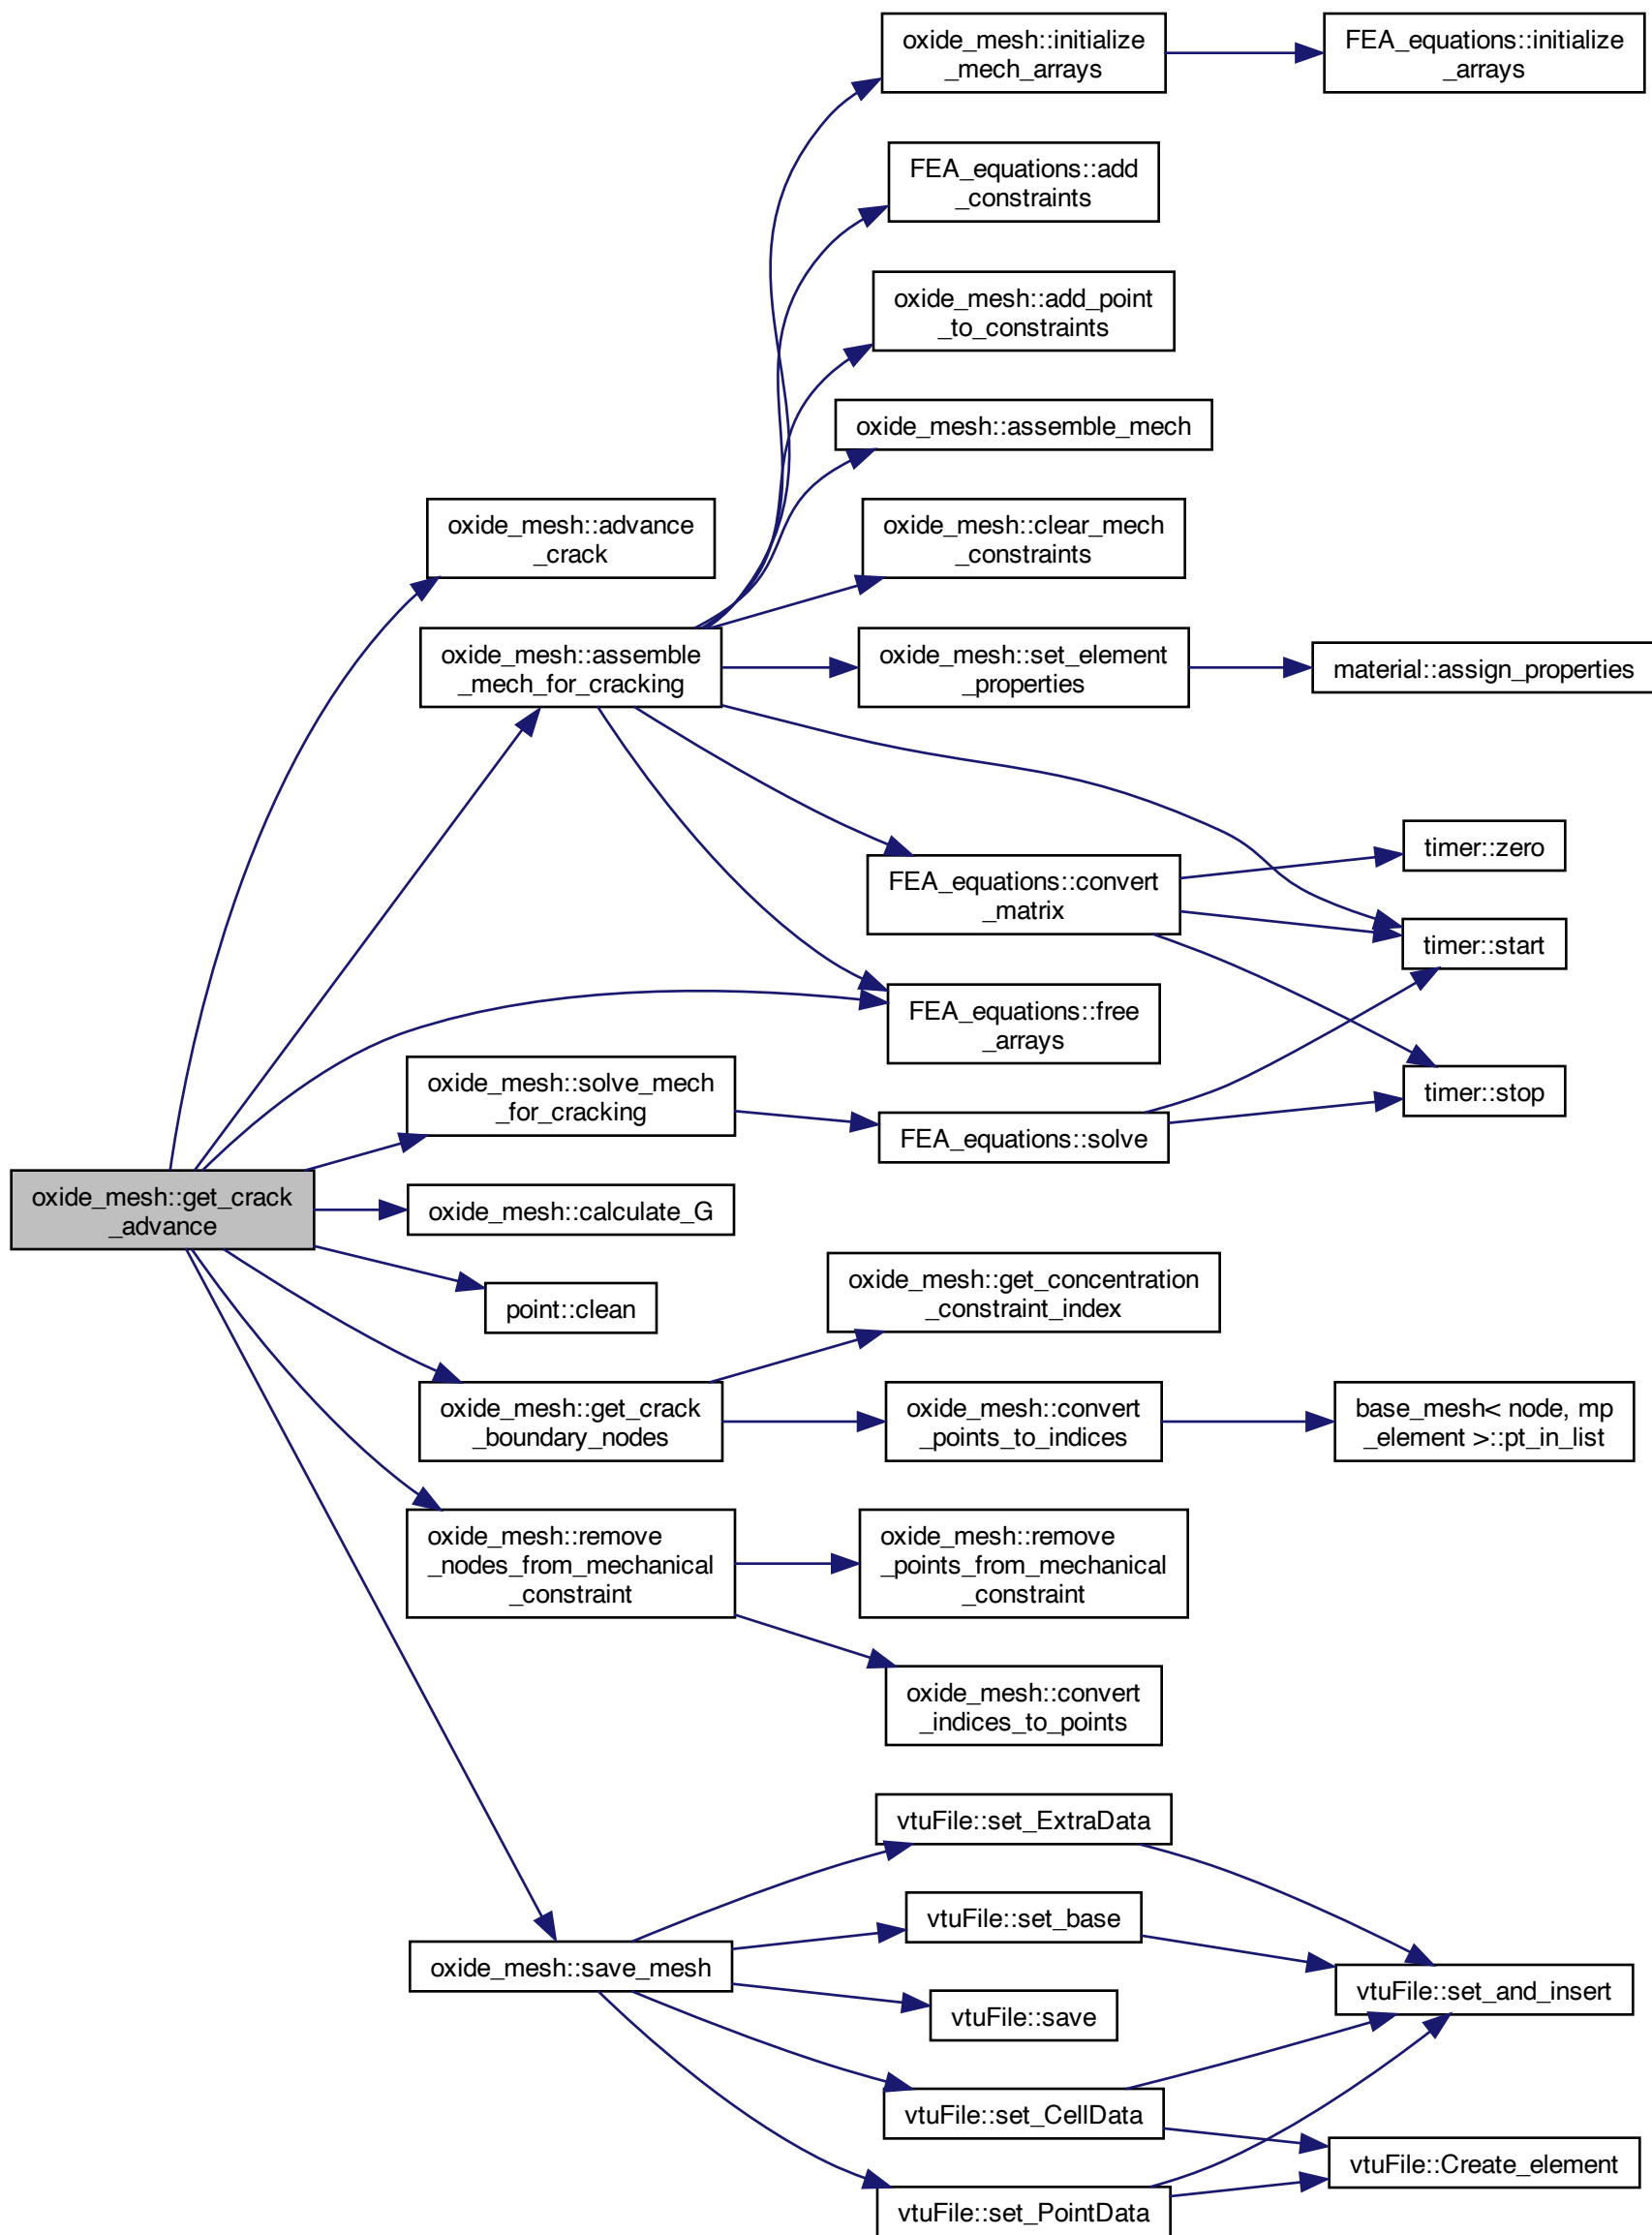 oxide_mesh::initialize
_mech_arrays
FEA_equations::initialize
_arrays
FEA_equations::add
_constraints
oxide_mesh::add_point
_to_constraints
oxide_mesh::assemble_mech
oxide_mesh::advance
_crack
oxide_mesh::clear_mech
_constraints
oxide_mesh::assemble
_mech_for_cracking
oxide_mesh::set_element
_properties
material::assign_properties
timer::zero
FEA_equations::convert
_matrix
timer::start
FEA_equations::free
_arrays
oxide_mesh::solve_mech
_for_cracking
timer::stop
FEA_equations::solve
oxide_mesh::get_crack
_advance
oxide_mesh::calculate_G
oxide_mesh::get_concentration
_constraint_index
point::clean
oxide_mesh::get_crack
_boundary_nodes
oxide_mesh::convert
_points_to_indices
base_mesh< node, mp
_element >::pt_in_list
oxide_mesh::remove
_nodes_from_mechanical
_constraint
oxide_mesh::remove
_points_from_mechanical
_constraint
oxide_mesh::convert
_indices_to_points
vtuFile::set_ExtraData
vtuFile::set_base
oxide_mesh::save_mesh
vtuFile::set_and_insert
vtuFile::save
vtuFile::set_CellData
vtuFile::Create_element
vtuFile::set_PointData